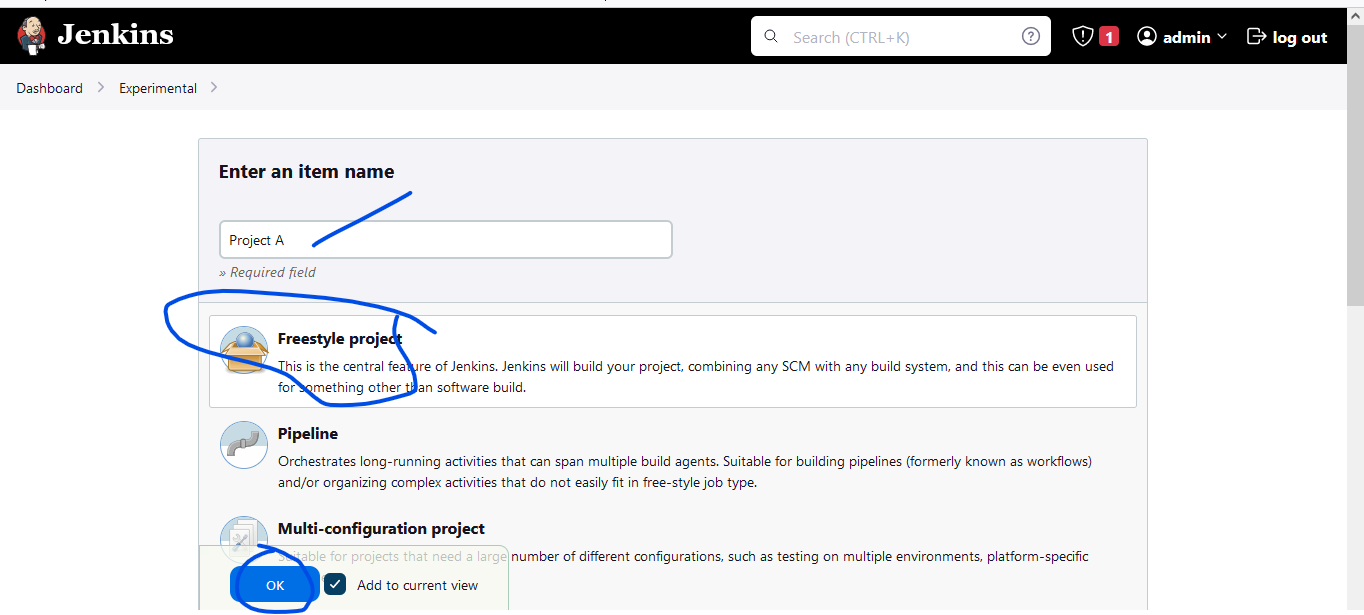 Jenkins
Search (CTRL+K)
1
admin
log out
Dashboard
Experimental
Enter an item name
Project A
» Required field
Freestyle project
This is the central feature of Jenkins. Jenkins will build your project, combining any SCM with any build system, and this can be even used
for something other than software build.
Pipeline
Orchestrates long-running activities that can span multiple build agents. Suitable for building pipelines (formerly known as workflows)
and/or organizing complex activities that do not easily fit in free-style job type.
Multi-configuration project
Suitable for projects that need a large number of different configurations, such as testing on multiple environments, platform-specific
OK
Add to current view